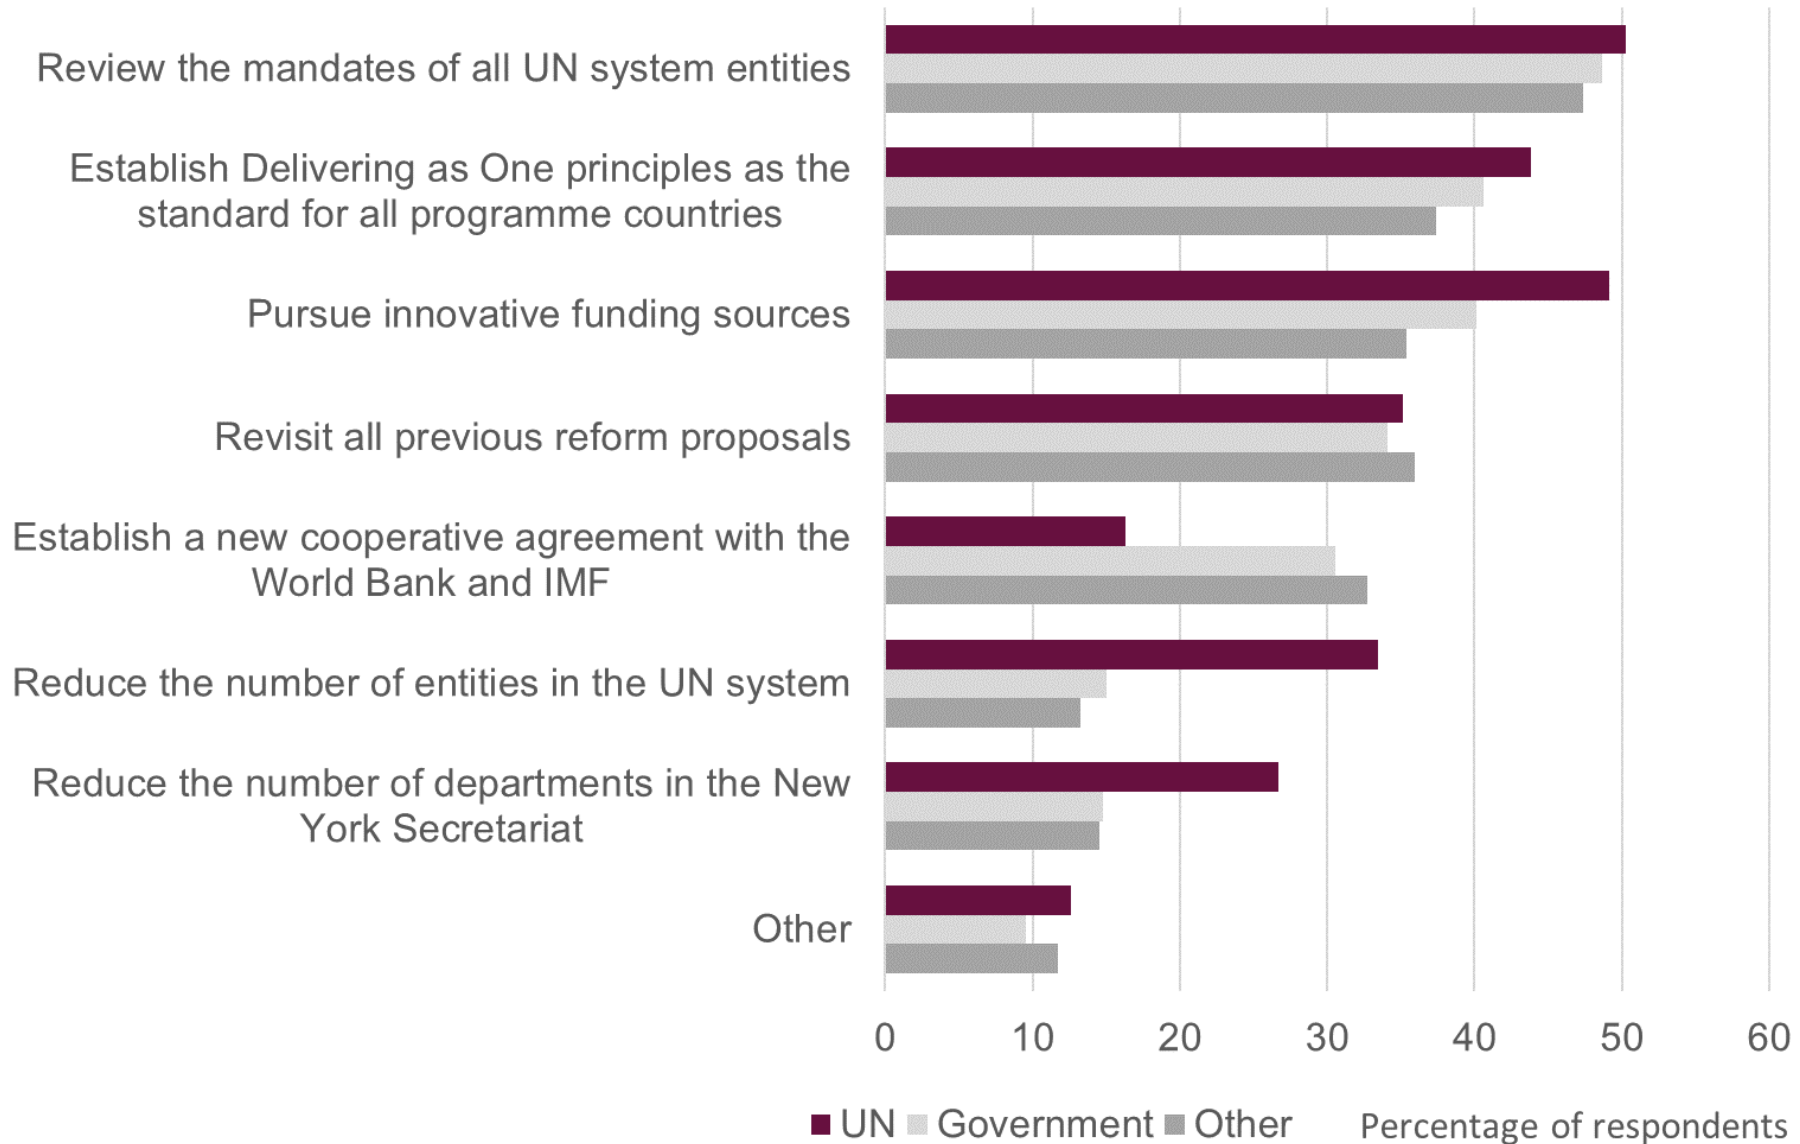 Review the mandates of all UN system entities
Establish Delivering as One principles as the
standard for all programme countries
Pursue innovative funding sources
Revisit all previous reform proposals
Establish a new cooperative agreement with the
World Bank and IMF
Reduce the number of entities in the UN system
Reduce the number of departments in the New
York Secretariat
Other
0 10 20 30 40 50 60
UN Government Other Percentage of respondents